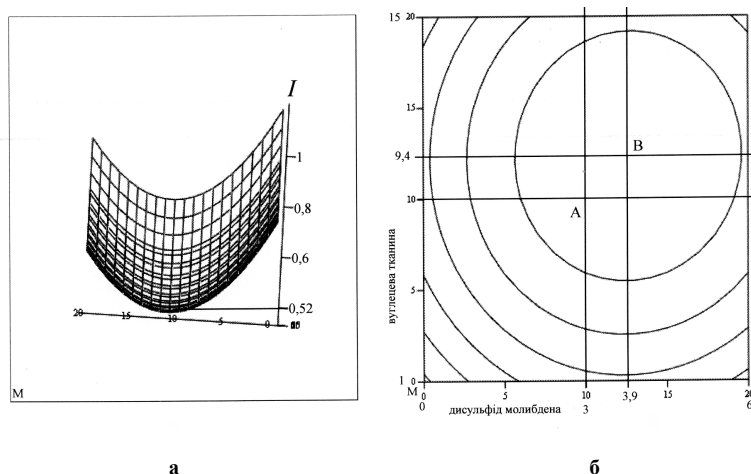 I
1
0,8
0,6
0,52
20
15
10
5
0
М
а
15 20
15
9,4
10
5
1 0
вуглецева тканина
А
В
М
0 5 10 15 20
0 3 3,9 6
дисульфід молибдена
б